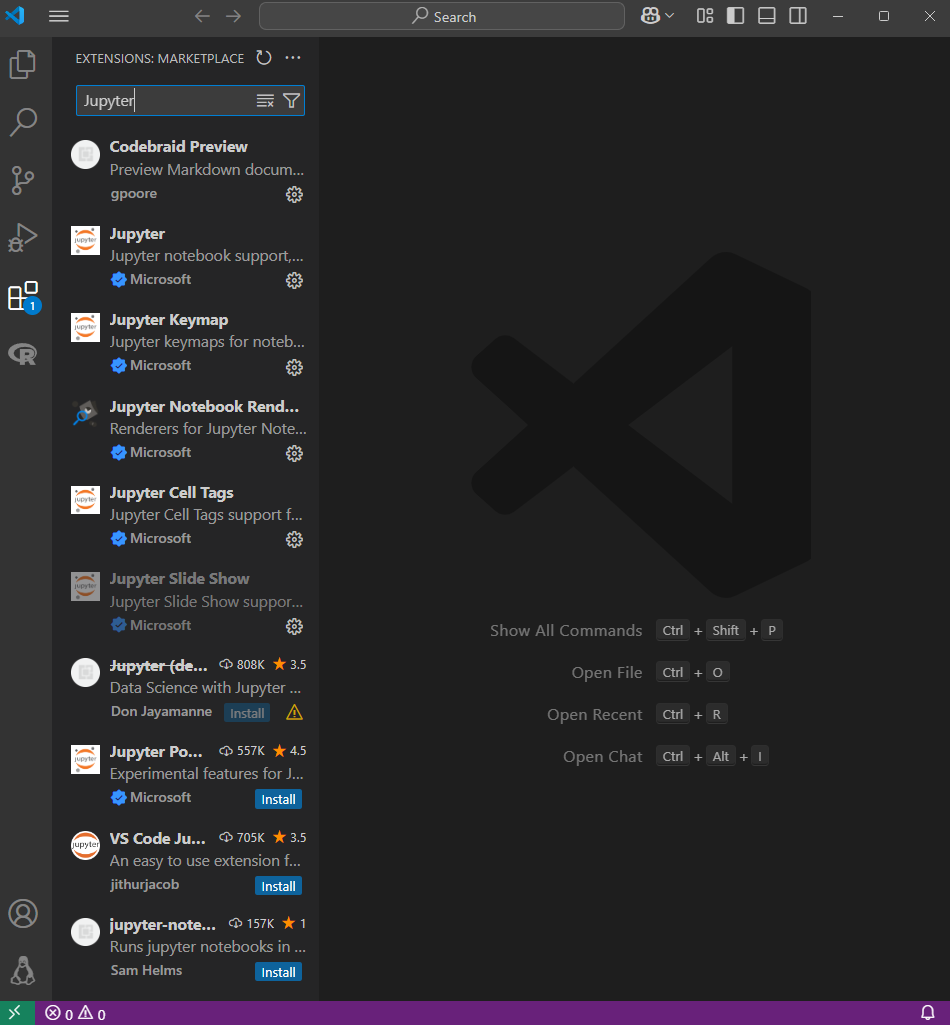 Search
EXTENSIONS: MARKETPLACE
Jupyter
Codebraid Preview
Preview Markdown docum...
gpoore
Jupyter
Jupyter notebook support,...
Microsoft
Jupyter Keymap
Jupyter keymaps for noteb...
Microsoft
Jupyter Notebook Rend...
Renderers for Jupyter Note...
Microsoft
Jupyter Cell Tags
Jupyter Cell Tags support f...
Microsoft
1
Jupyter Slide Show
Jupyter Slide Show suppor...
Microsoft
Jupyter (de... 808K 3.5
Data Science with Jupyter ...
Don Jayamanne Install
Jupyter Po... 557K 4.5
Experimental features for J...
Microsoft Install
VS Code Ju... 705K 3.5
An easy to use extension f...
jithurjacob Install
jupyter-note... 157K 1
Runs jupyter notebooks in ...
Sam Helms Install
Show All Commands Ctrl + Shift + P
Open File Ctrl + O
Open Recent Ctrl + R
Open Chat Ctrl + Alt + I
0 0